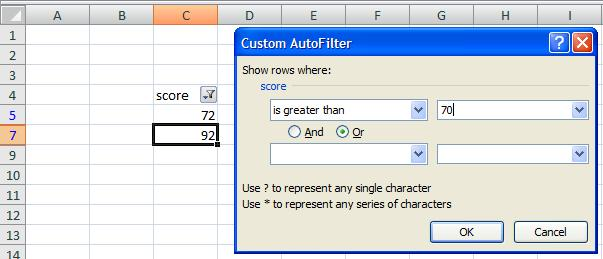 A B C D E F G H I
1
2
3
4 score
5 72
7 92
9
10
11
12
13
14
Custom AutoFilter
Show rows where:
score
is greater than 70
And Or
Use ? to represent any single character
Use * to represent any series of characters
OK Cancel